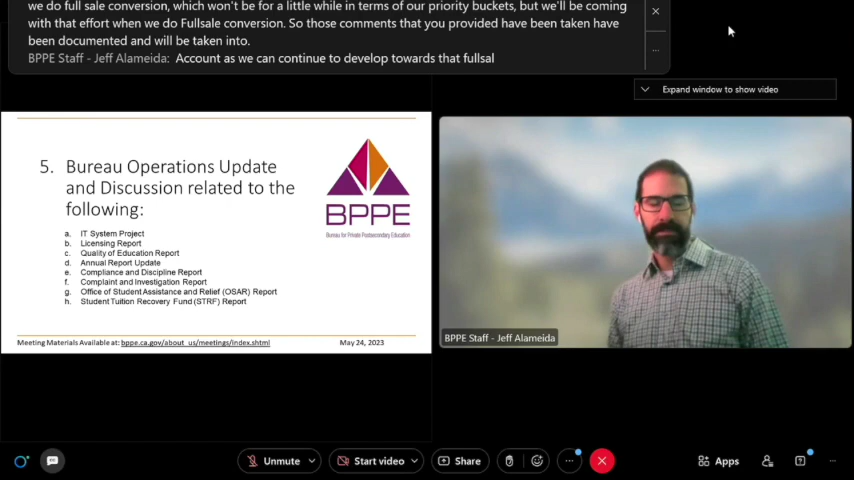 we do full sale conversion, which won't be for a little while in terms of our priority buckets, but we'll be coming
with that effort when we do Fullsale conversion. So those comments that you provided have been taken have
been documented and will be taken into.
BPPE Staff - Jeff Alameida: Account as we can continue to develop towards that fullsal
Expand window to show video
5. Bureau Operations Update
and Discussion related to the
following:
a. IT System Project
b. Licensing Report
c. Quality of Education Report
d. Annual Report Update
e. Compliance and Discipline Report
f. Complaint and Investigation Report
g. Office of Student Assistance and Relief (OSAR) Report
h. Student Tuition Recovery Fund (STRF) Report
BPPE
Bureau for Private Postsecondary Education
Meeting Materials Available at: bppe.ca.gov/about_us/meetings/index.shtml
May 24, 2023
BPPE Staff - Jeff Alameida
Unmute
Start video
Share
Apps